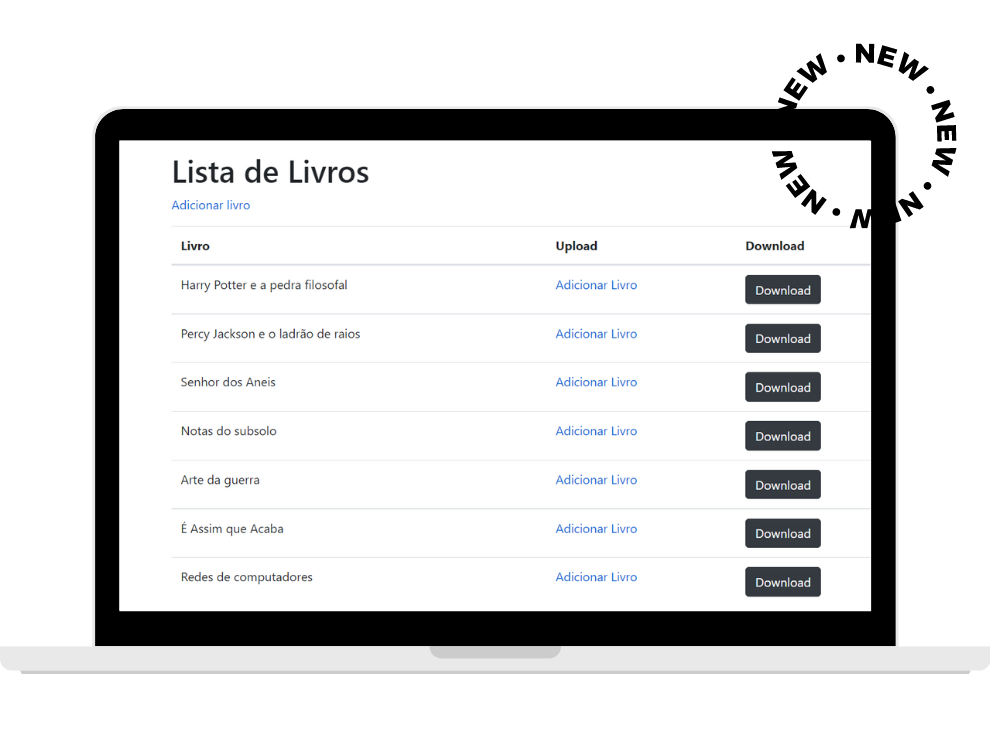 NEW • NEW • NEW • NEW • NEW
Lista de Livros
Adicionar livro
Livro Upload Download
Harry Potter e a pedra filosofal Adicionar Livro Download
Percy Jackson e o ladrão de raios Adicionar Livro Download
Senhor dos Aneis Adicionar Livro Download
Notas do subsolo Adicionar Livro Download
Arte da guerra Adicionar Livro Download
É Assim que Acaba Adicionar Livro Download
Redes de computadores Adicionar Livro Download